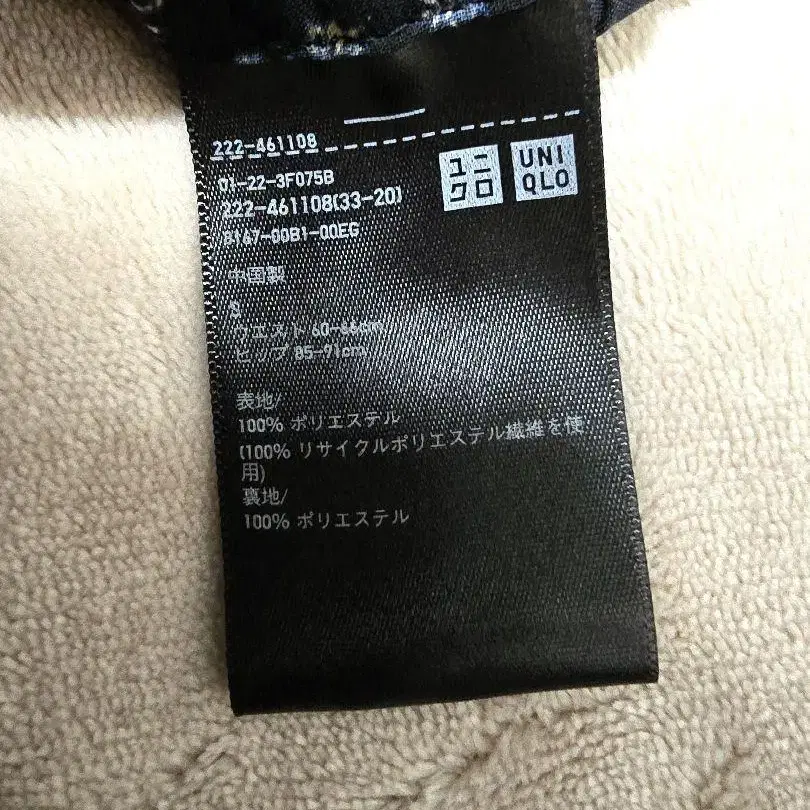 222-461108
01-22-3F075B
222-461108(33-20)
B167-00B1-00EG
ユニクロ
UNIQLO
中国製
S
ウエスト 60-66cm
ヒップ 85-91cm
表地/
100% ポリエステル
(100% リサイクルポリエステル繊維を使
用)
裏地/
100% ポリエステル